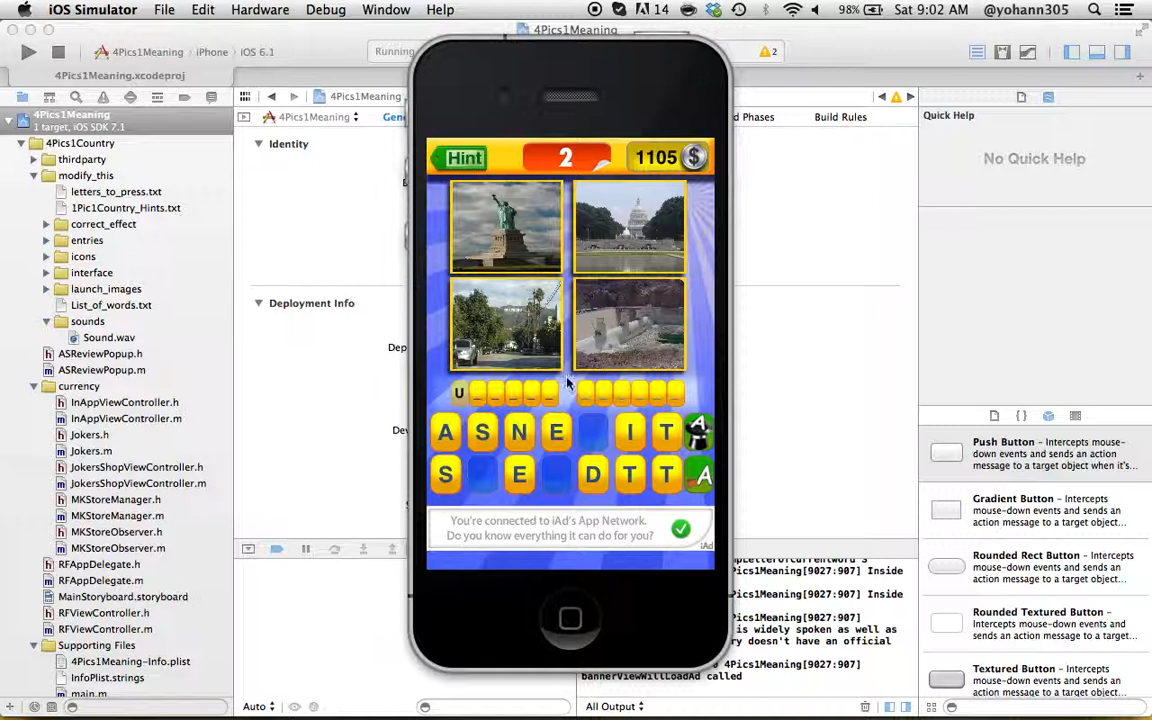 iOS Simulator File Edit Hardware Debug Window Help 14 98% Sat 9:02 AM @yohann305
4Pics1Meaning
4Pics1Meaning iPhone iOS 6.1 Running 2
4Pics1Meaning.xcodeproj
4Pics1Meaning
1 target, iOS SDK 7.1
4Pics1Country
thirdparty
modify_this
letters_to_press.txt
1Pic1Country_Hints.txt
correct_effect
entries
icons
interface
launch_images
List_of_words.txt
sounds
Sound.wav
ASReviewPopup.h
ASReviewPopup.m
currency
InAppViewController.h
InAppViewController.m
Jokers.h
Jokers.m
JokersShopViewController.h
JokersShopViewController.m
MKStoreManager.h
MKStoreManager.m
MKStoreObserver.h
MKStoreObserver.m
RFAppDelegate.h
RFAppDelegate.m
MainStoryboard.storyboard
RFViewController.h
RFViewController.m
Supporting Files
4Pics1Meaning-Info.plist
InfoPlist.strings
main.m
4Pics1Meaning
4Pics1Meaning Gen d Phases Build Rules
Identity
Deployment Info
Dep
Dev
Hint 2 1105 $
U _ _ _ _ _ _ _ _ _ _ _
A S N E I T A
S E D T T A
You're connected to iAd's App Network.
Do you know everything it can do for you?
iAd
Pics1Meaning[9027:907] Inside
Pics1Meaning[9027:907] Inside
is widely spoken as well as
ry doesn't have an official
4Pics1Meaning[9027:907]
bannerViewWillLoadAd called
Auto All Output
Quick Help
No Quick Help
Push Button - Intercepts mouse-
down events and sends an
action message to a target object
when it's...
Gradient Button - Intercepts
mouse-down events and sends an
action message to a target object...
Rounded Rect Button - Intercepts
mouse-down events and sends an
action message to a target object...
Rounded Textured Button -
Intercepts mouse-down events and
sends an action message to a...
Textured Button - Intercepts
mouse-down events and sends an